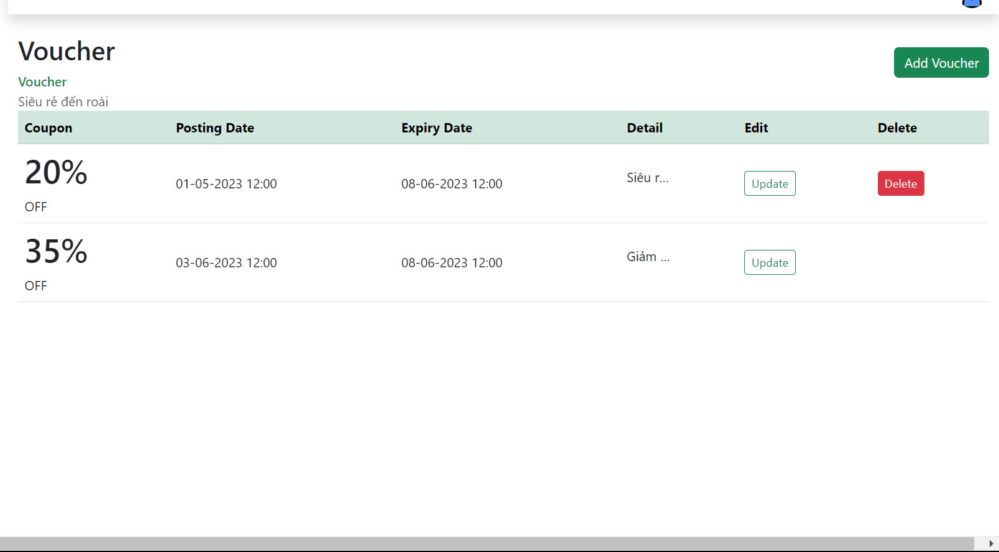 Voucher
Add Voucher
Voucher
Siêu rẻ đến roài
Coupon Posting Date Expiry Date Detail Edit Delete
20%
OFF
01-05-2023 12:00 08-06-2023 12:00 Siêu r... Update Delete
35%
OFF
03-06-2023 12:00 08-06-2023 12:00 Giảm ... Update